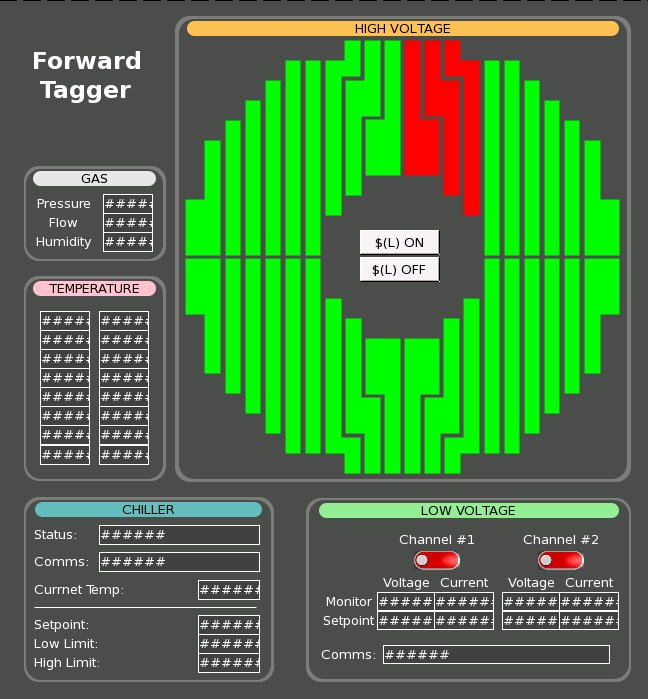 Forward
Tagger
HIGH VOLTAGE
$(L) ON
$(L) OFF
GAS
Pressure #####
Flow #####
Humidity #####
TEMPERATURE
##### #####
##### #####
##### #####
##### #####
##### #####
##### #####
##### #####
##### #####
CHILLER
Status: ######
Comms: ######
Currnet Temp: ######
Setpoint: ######
Low Limit: ######
High Limit: ######
LOW VOLTAGE
Channel #1 Channel #2
Voltage Current Voltage Current
Monitor ##### ###### ##### ######
Setpoint ##### ###### ##### ######
Comms: ######